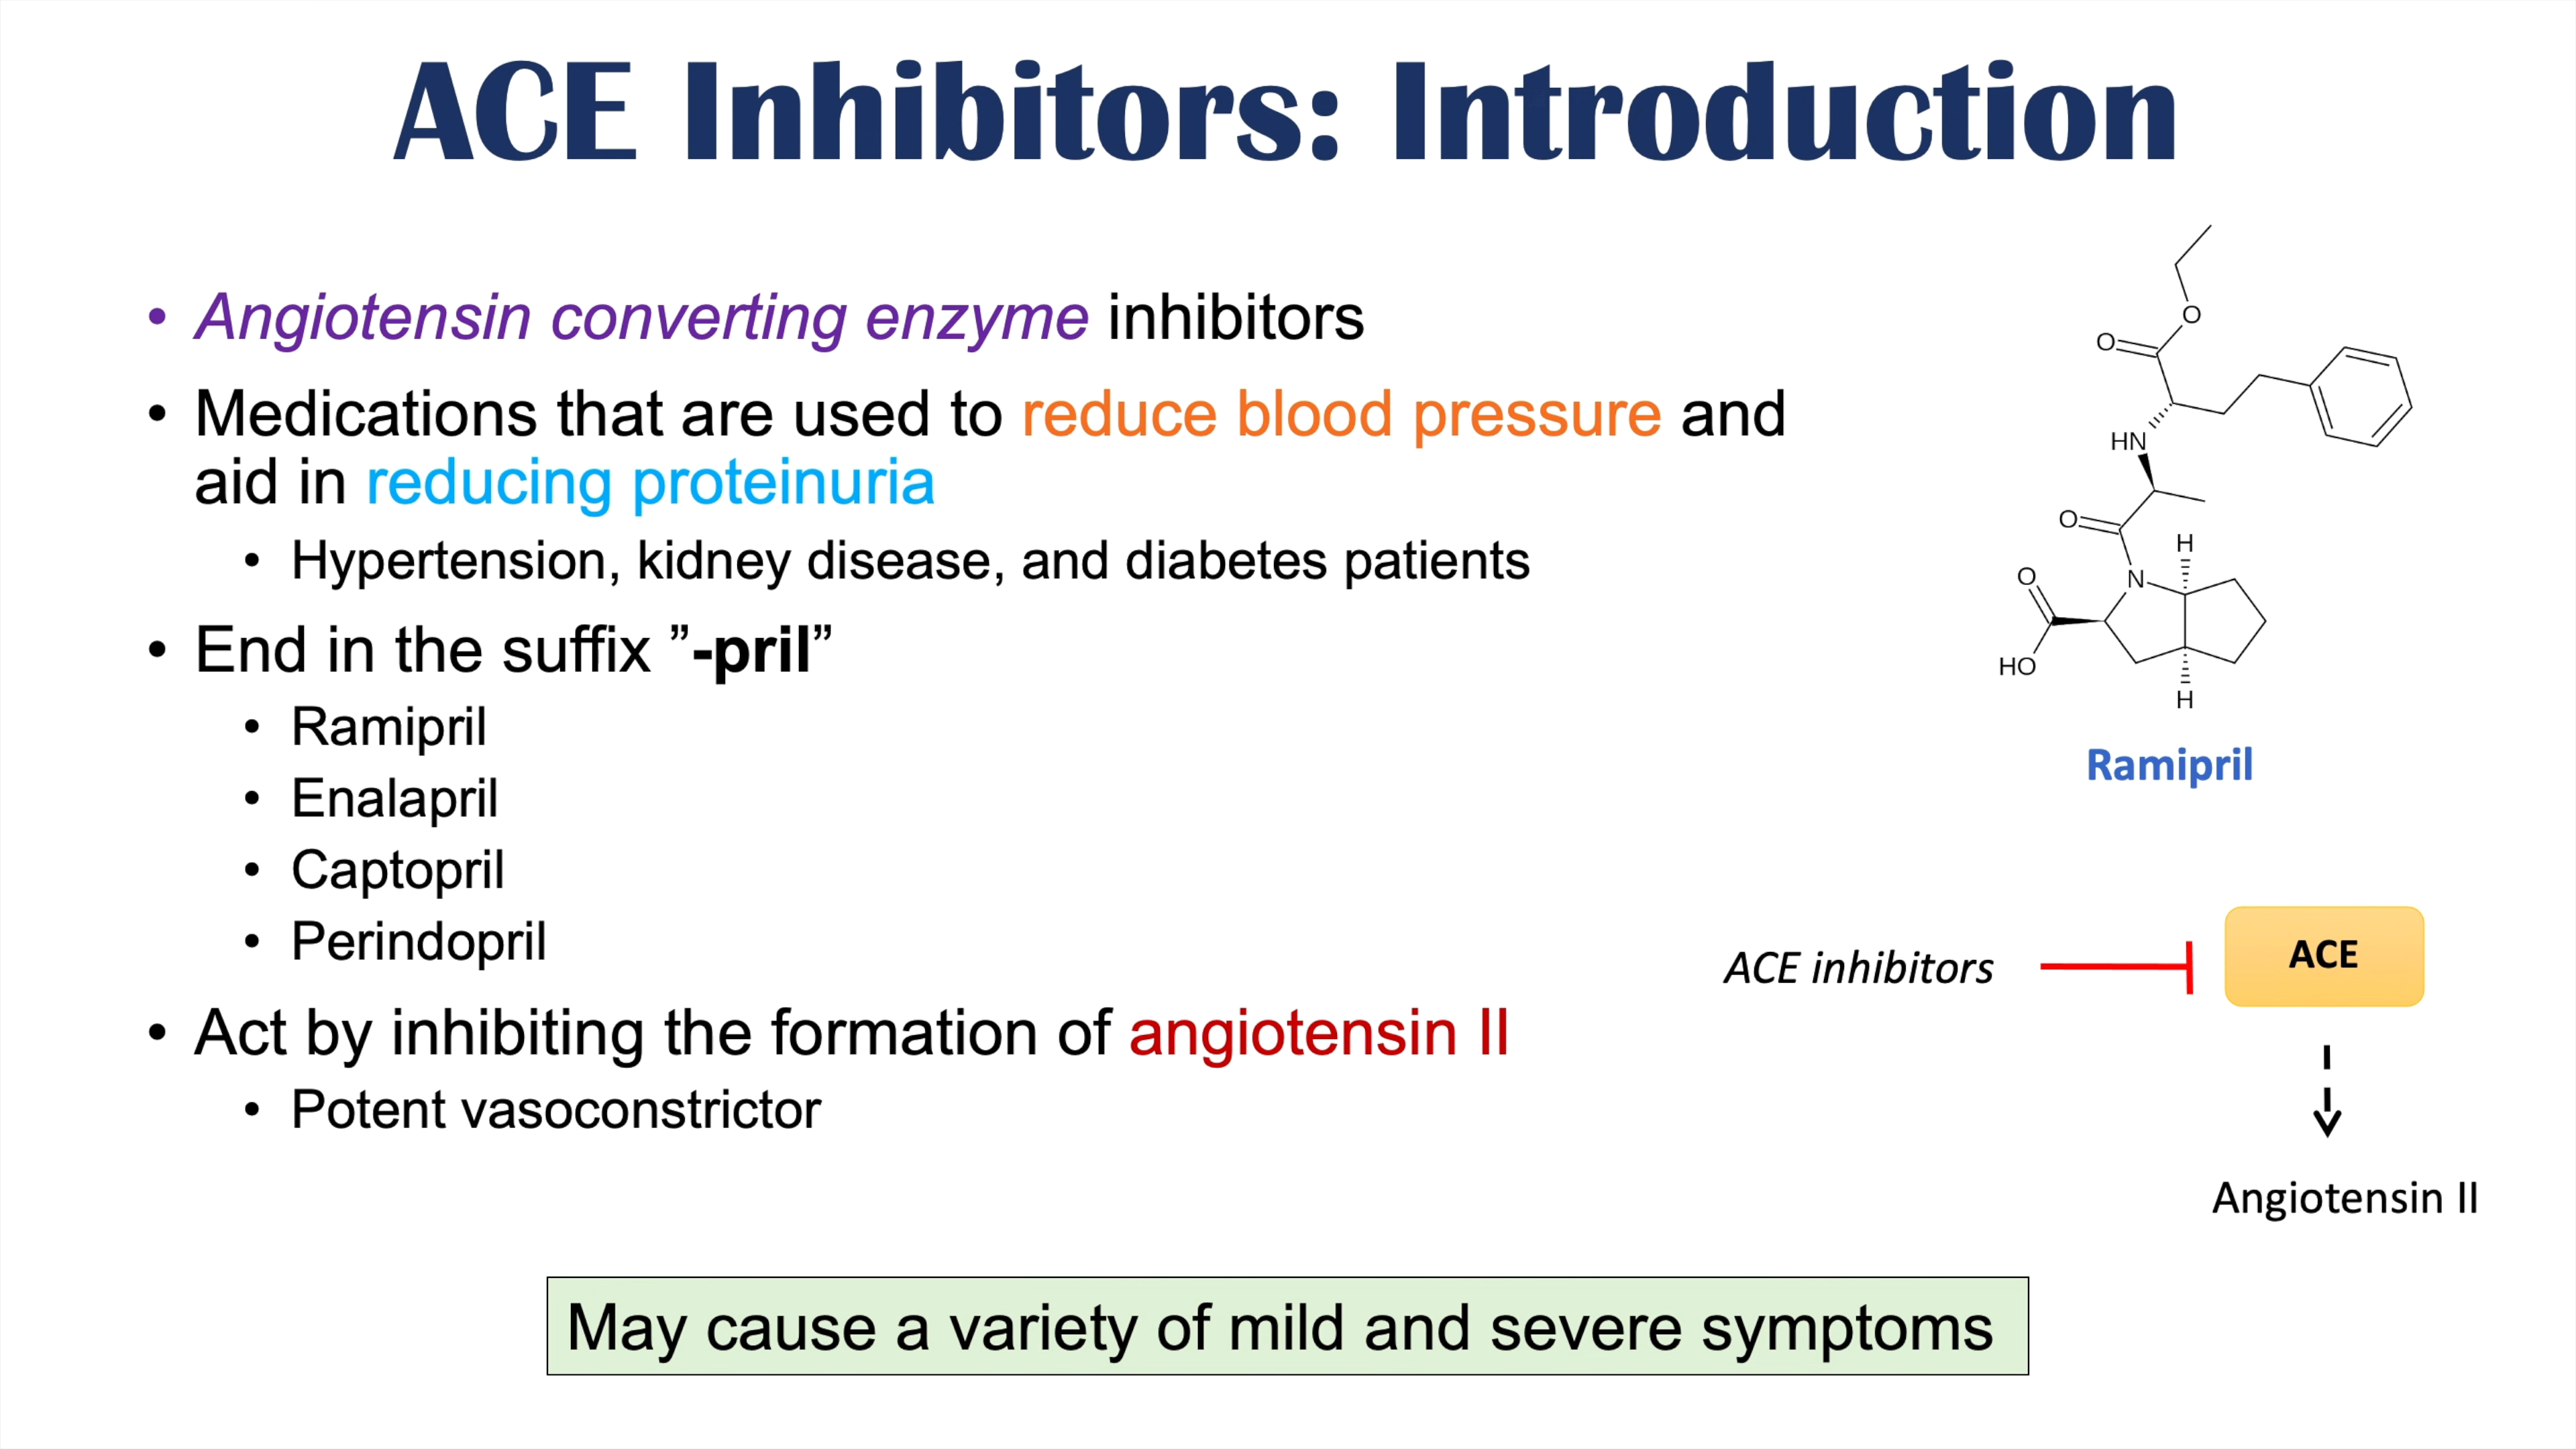 ACE Inhibitors: Introduction
• Angiotensin converting enzyme inhibitors
• Medications that are used to reduce blood pressure and
aid in reducing proteinuria
• Hypertension, kidney disease, and diabetes patients
• End in the suffix ”-pril”
• Ramipril
• Enalapril
• Captopril
• Perindopril
• Act by inhibiting the formation of angiotensin II
• Potent vasoconstrictor
O
O
HN
O
H
N
O
HO
H
Ramipril
ACE inhibitors
ACE
Angiotensin II
May cause a variety of mild and severe symptoms